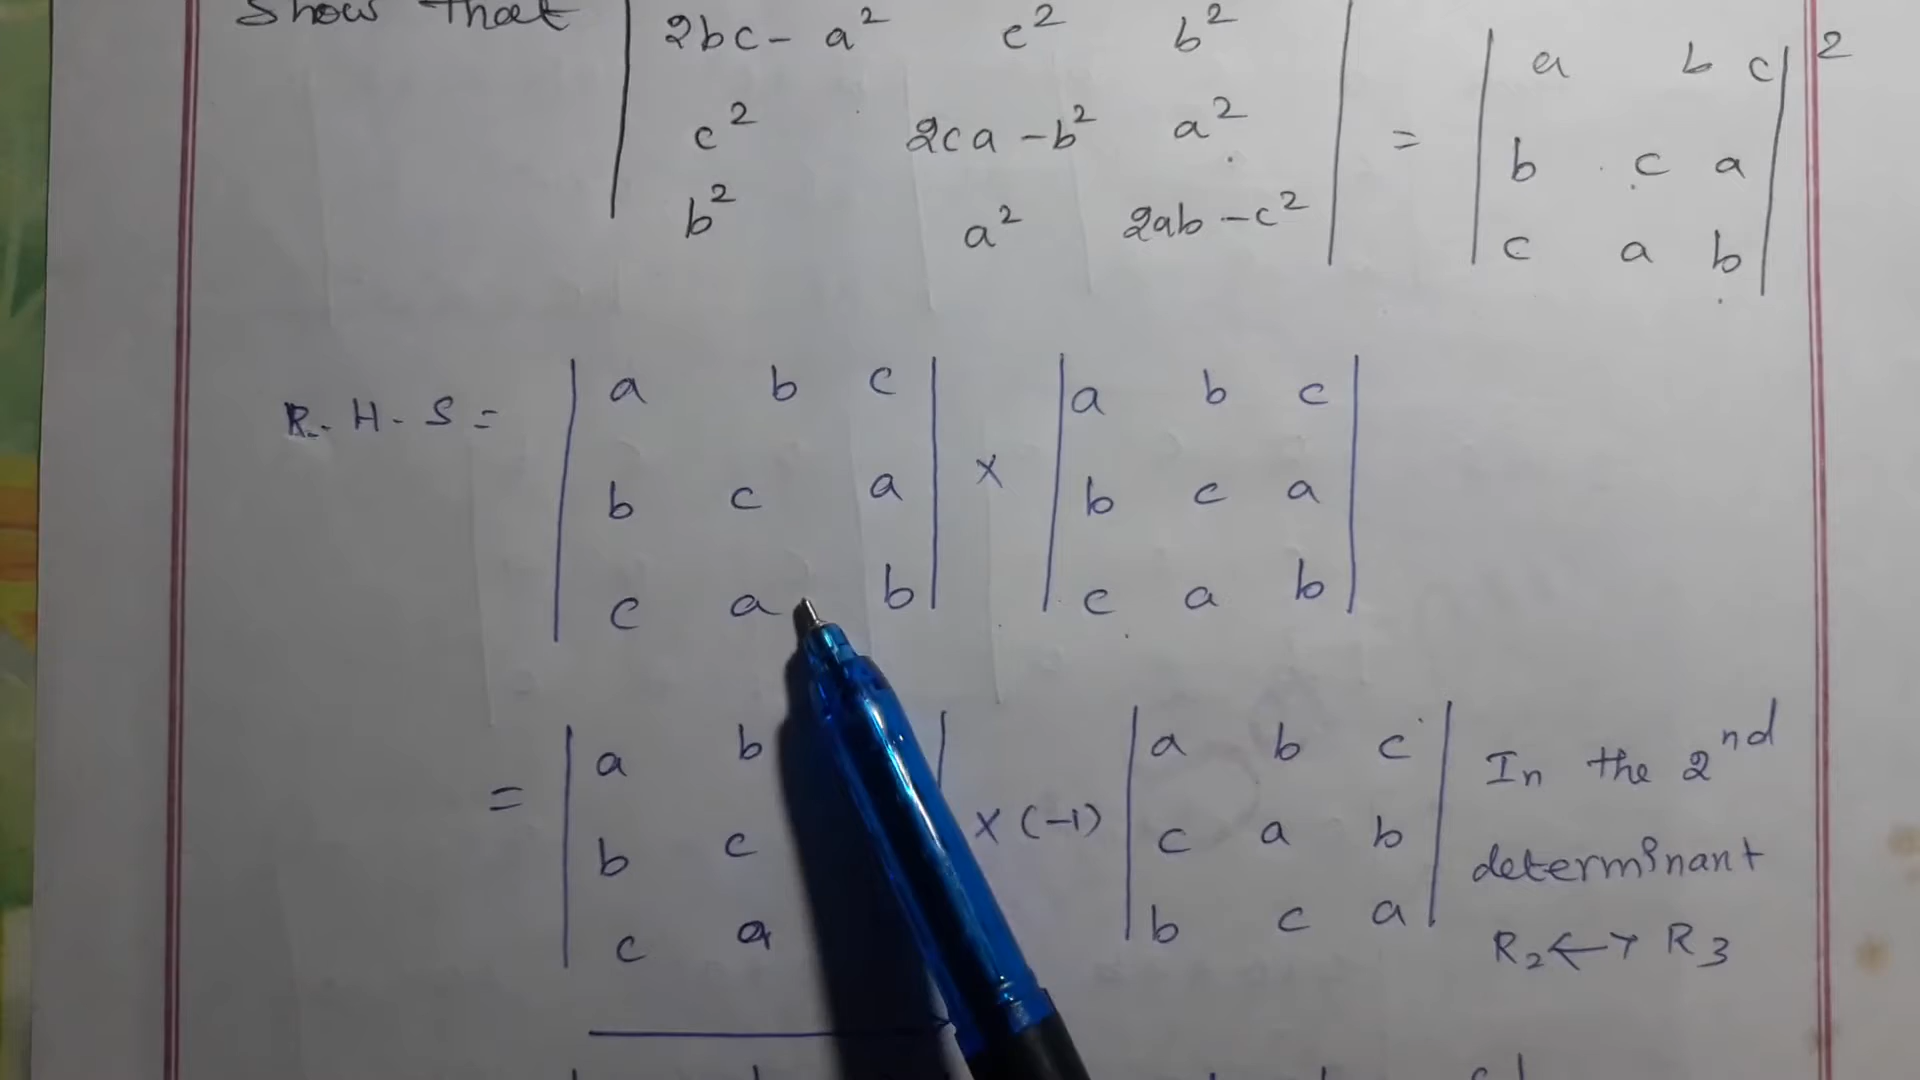 Show that | 2bc - a² c² b² | = | a b c |²
c² 2ca - b² a² b c a
b² a² 2ab - c² c a b
R.H.S = | a b c | × | a b c |
b c a b c a
c a b c a b
= | a b | × (-1) | a b c | In the 2nd
b c c a b determinant
c a b c a R₂ ↔ R₃